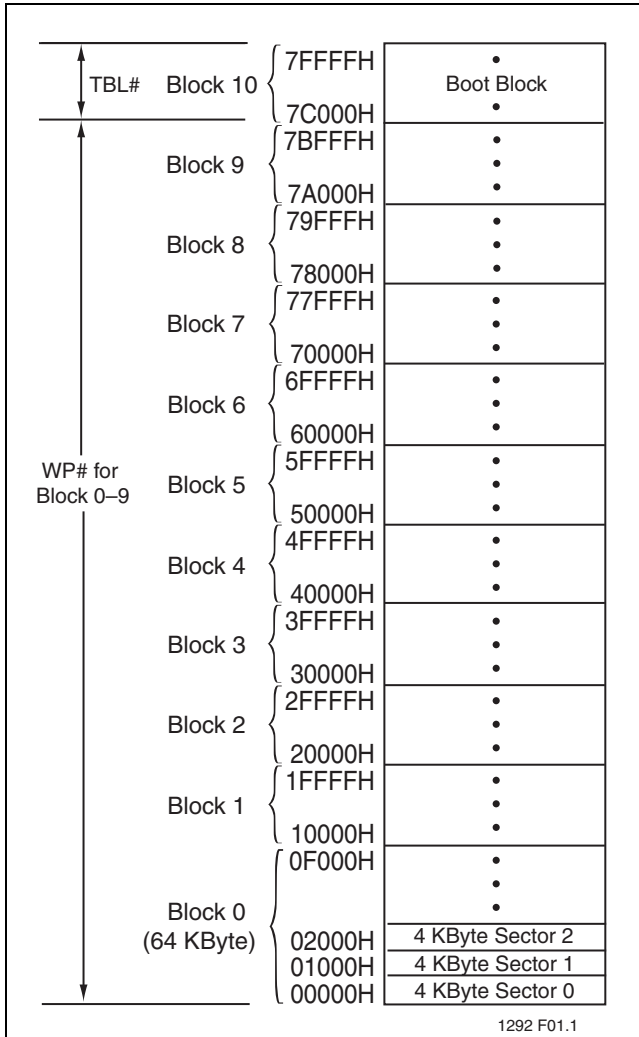 7FFFFH
TBL# Block 10 Boot Block
7C000H
7BFFFH
Block 9
7A000H
79FFFH
Block 8
78000H
77FFFH
Block 7
70000H
6FFFFH
Block 6
60000H
5FFFFH
WP# for
Block 0–9
Block 5
50000H
4FFFFH
Block 4
40000H
3FFFFH
Block 3
30000H
2FFFFH
Block 2
20000H
1FFFFH
Block 1
10000H
0F000H
Block 0
(64 KByte)
02000H 4 KByte Sector 2
01000H 4 KByte Sector 1
00000H 4 KByte Sector 0
1292 F01.1